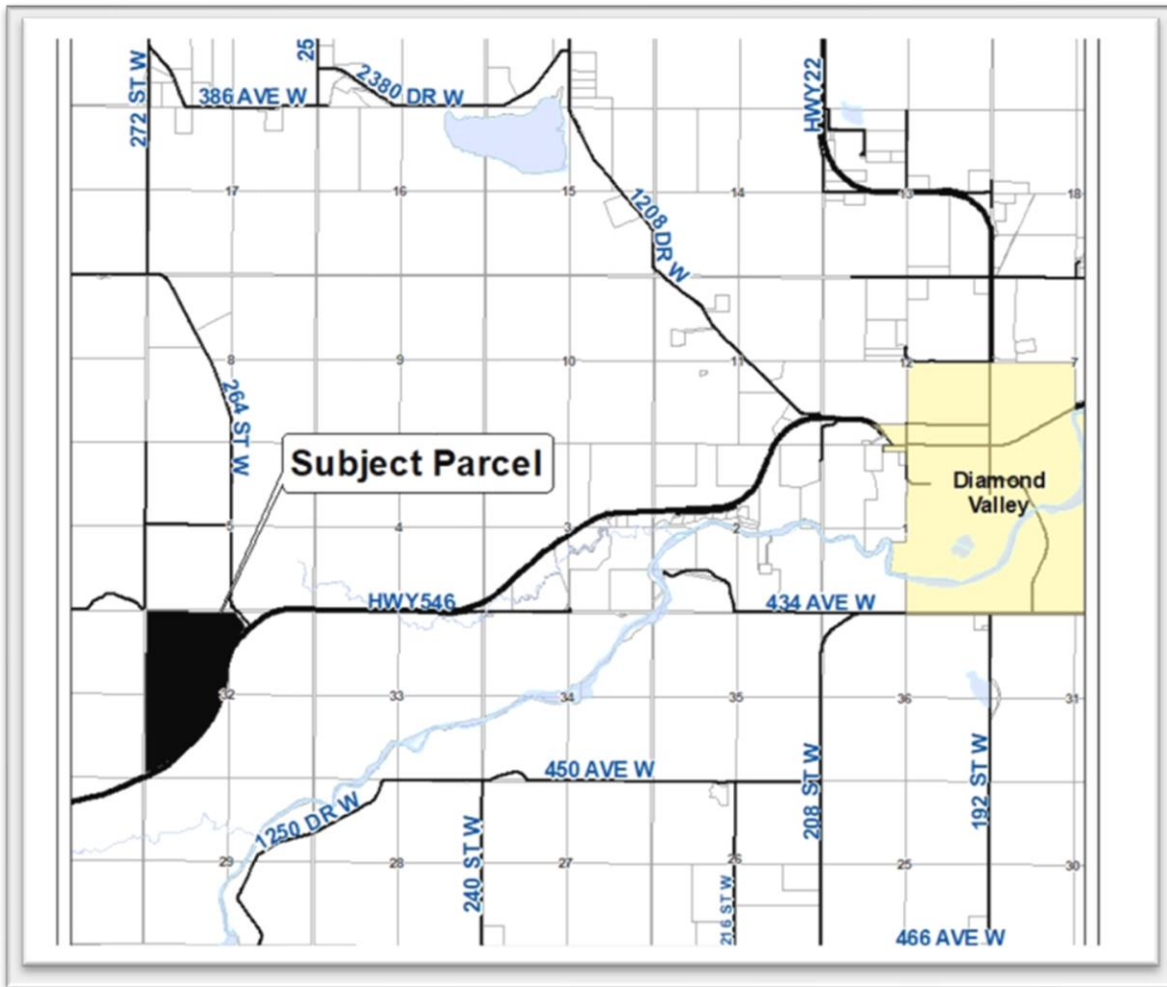 272 ST W
25
386 AVE W
2380 DR W
HWY22
17
16
15
14
13
18
1208 DR W
8
9
10
11
12
7
264 ST W
Subject Parcel
Diamond
Valley
5
4
3
2
1
HWY546
434 AVE W
32
33
34
35
36
31
450 AVE W
208 ST W
192 ST W
1250 DR W
240 ST W
29
28
27
26
25
30
216 ST W
466 AVE W